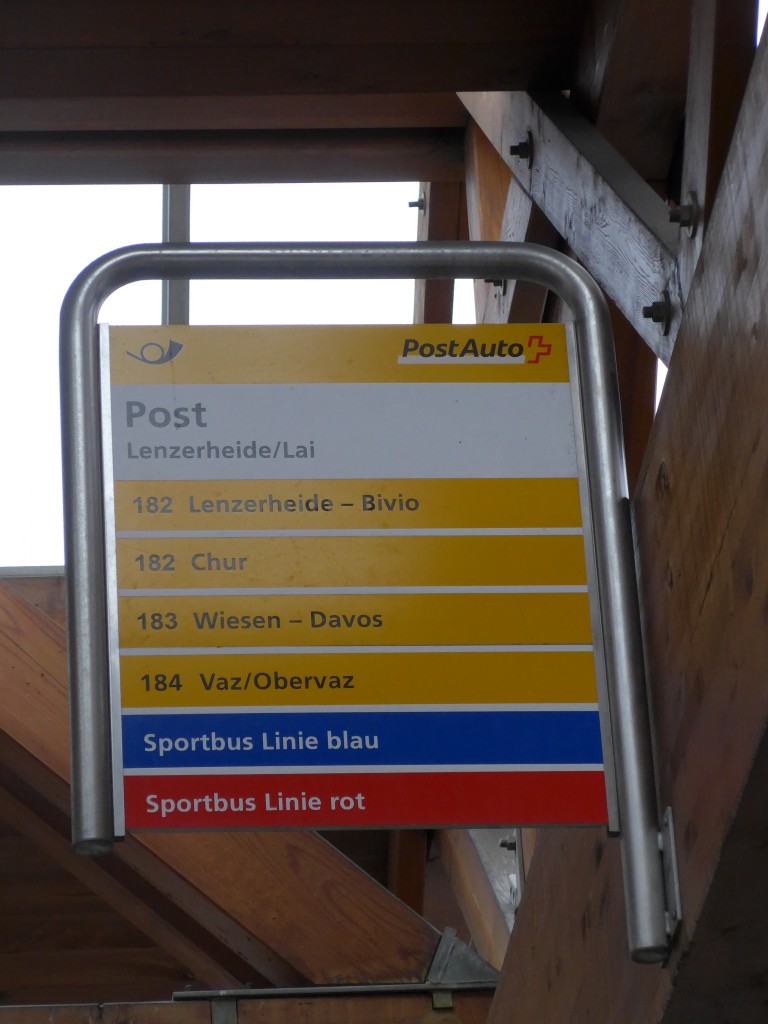 PostAuto
Post
Lenzerheide/Lai
182 Lenzerheide – Bivio
182 Chur
183 Wiesen – Davos
184 Vaz/Obervaz
Sportbus Linie blau
Sportbus Linie rot